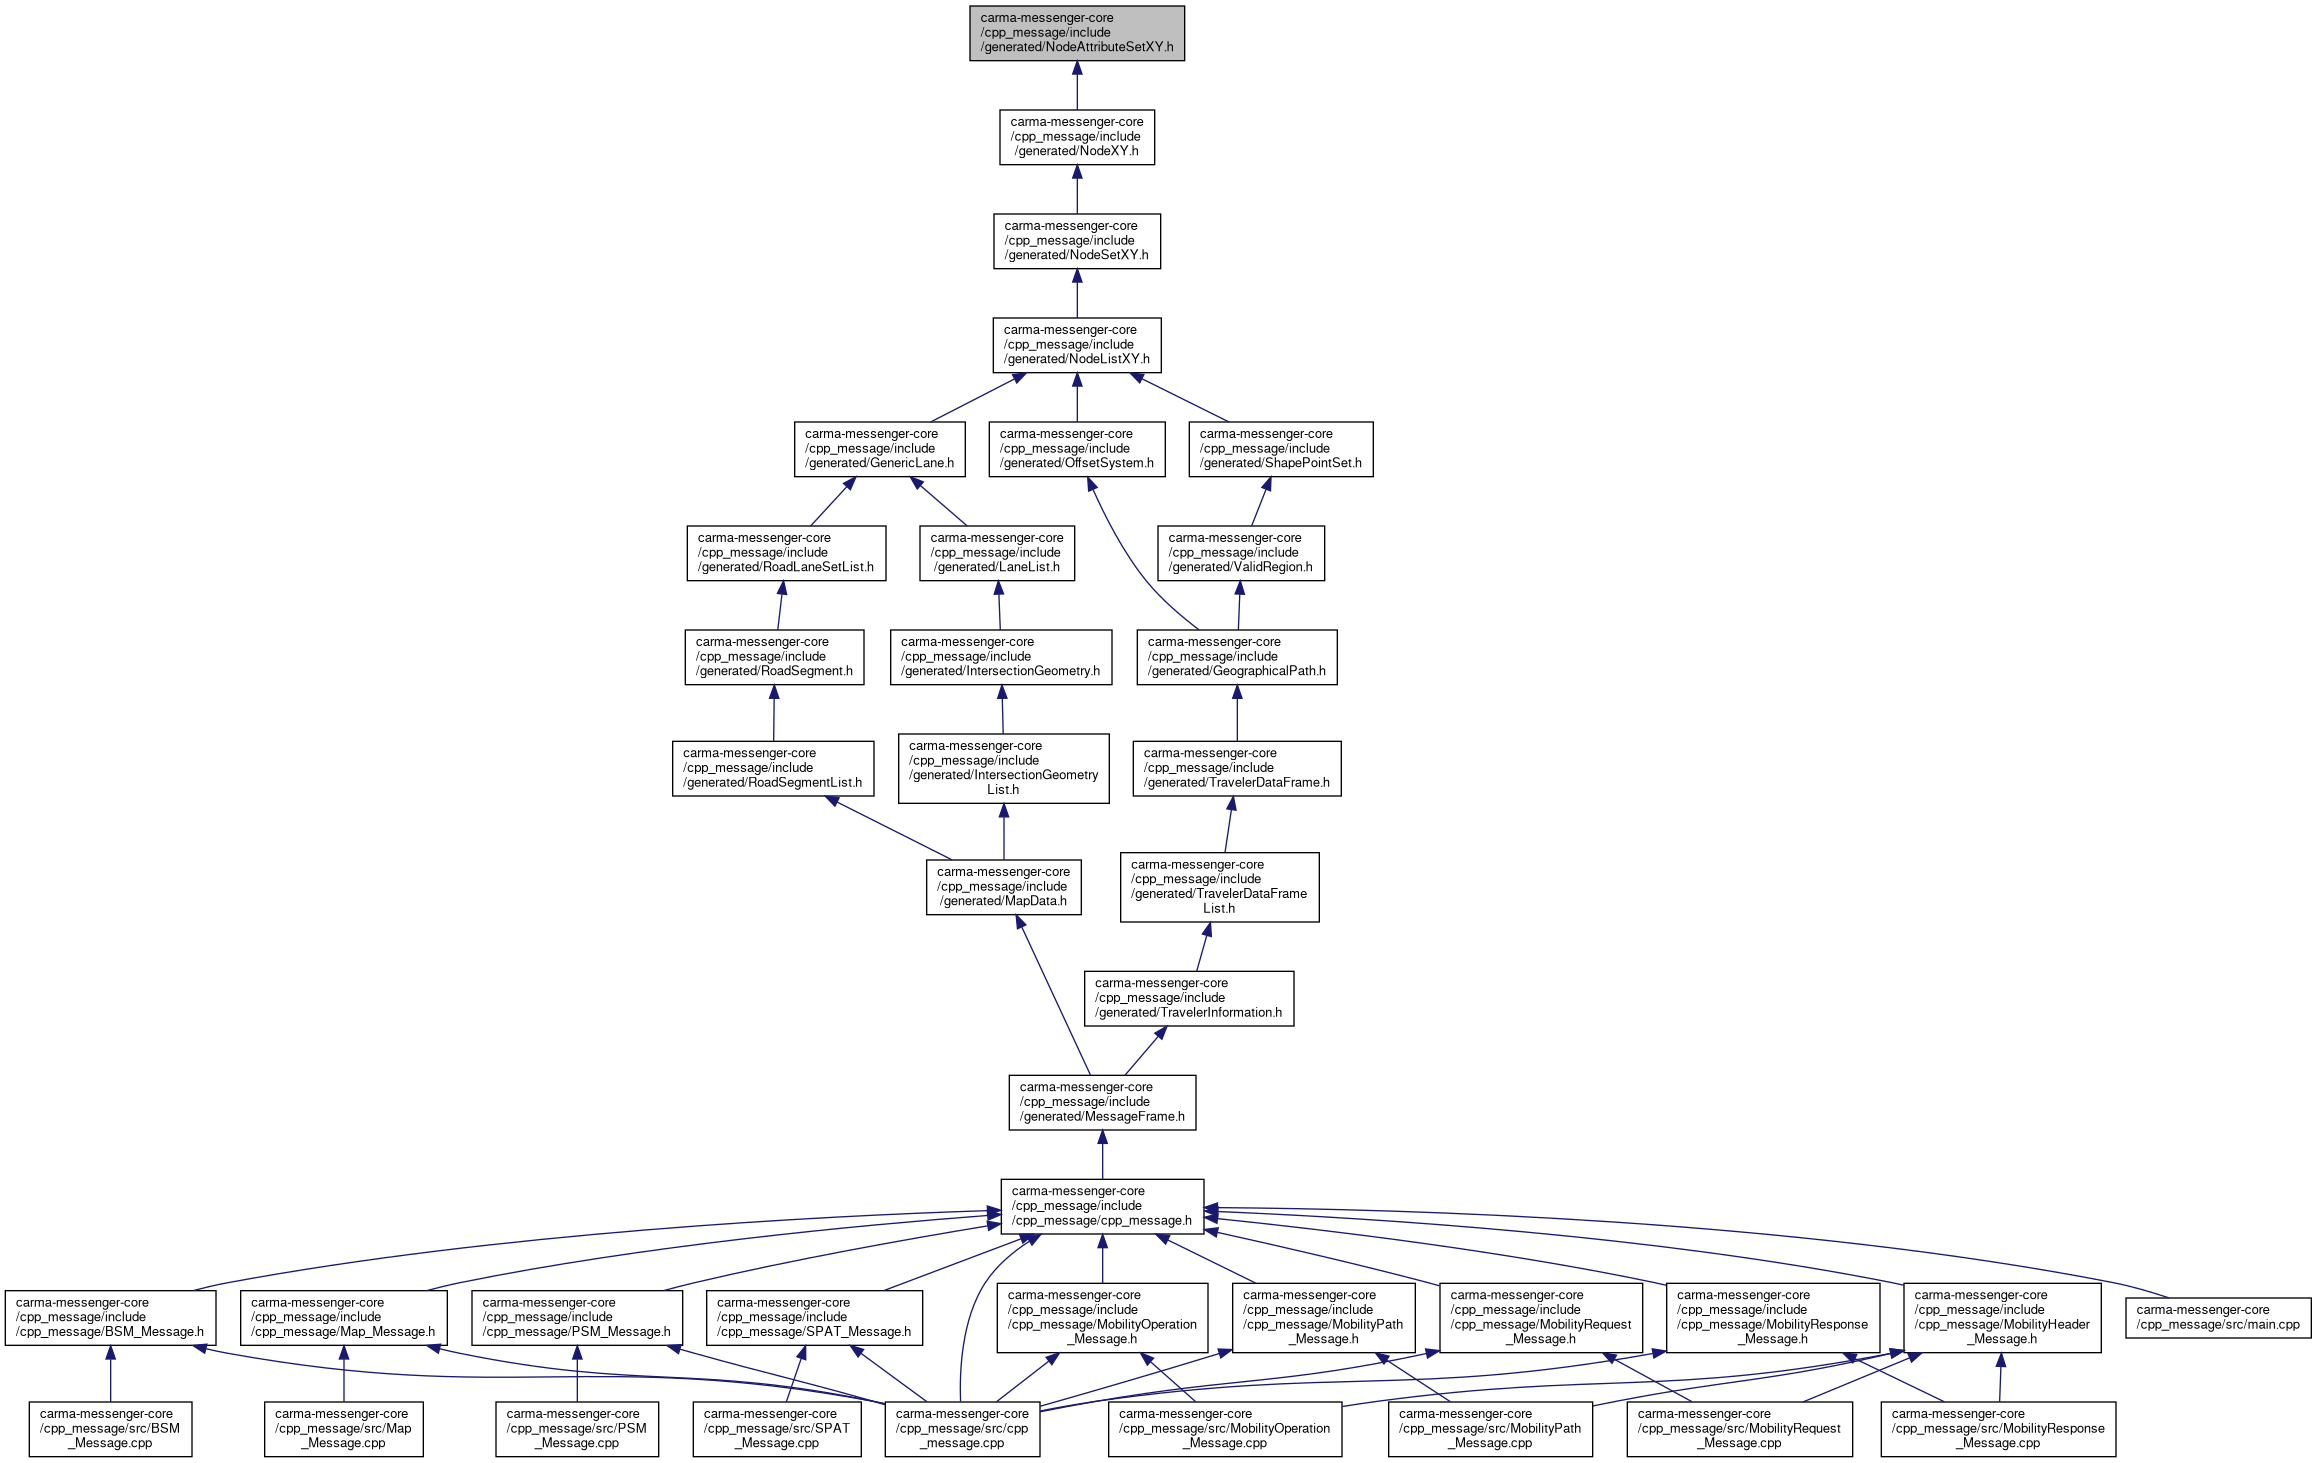 carma-messenger-core
/cpp_message/include
/generated/NodeAttributeSetXY.h
carma-messenger-core
/cpp_message/include
/generated/NodeXY.h
carma-messenger-core
/cpp_message/include
/generated/NodeSetXY.h
carma-messenger-core
/cpp_message/include
/generated/NodeListXY.h
carma-messenger-core
/cpp_message/include
/generated/GenericLane.h
carma-messenger-core
/cpp_message/include
/generated/OffsetSystem.h
carma-messenger-core
/cpp_message/include
/generated/ShapePointSet.h
carma-messenger-core
/cpp_message/include
/generated/RoadLaneSetList.h
carma-messenger-core
/cpp_message/include
/generated/LaneList.h
carma-messenger-core
/cpp_message/include
/generated/ValidRegion.h
carma-messenger-core
/cpp_message/include
/generated/RoadSegment.h
carma-messenger-core
/cpp_message/include
/generated/IntersectionGeometry.h
carma-messenger-core
/cpp_message/include
/generated/GeographicalPath.h
carma-messenger-core
/cpp_message/include
/generated/RoadSegmentList.h
carma-messenger-core
/cpp_message/include
/generated/IntersectionGeometry
List.h
carma-messenger-core
/cpp_message/include
/generated/TravelerDataFrame.h
carma-messenger-core
/cpp_message/include
/generated/MapData.h
carma-messenger-core
/cpp_message/include
/generated/TravelerDataFrame
List.h
carma-messenger-core
/cpp_message/include
/generated/TravelerInformation.h
carma-messenger-core
/cpp_message/include
/generated/MessageFrame.h
carma-messenger-core
/cpp_message/include
/cpp_message/cpp_message.h
carma-messenger-core
/cpp_message/include
/cpp_message/BSM_Message.h
carma-messenger-core
/cpp_message/include
/cpp_message/Map_Message.h
carma-messenger-core
/cpp_message/include
/cpp_message/PSM_Message.h
carma-messenger-core
/cpp_message/include
/cpp_message/SPAT_Message.h
carma-messenger-core
/cpp_message/include
/cpp_message/MobilityOperation
_Message.h
carma-messenger-core
/cpp_message/include
/cpp_message/MobilityPath
_Message.h
carma-messenger-core
/cpp_message/include
/cpp_message/MobilityRequest
_Message.h
carma-messenger-core
/cpp_message/include
/cpp_message/MobilityResponse
_Message.h
carma-messenger-core
/cpp_message/include
/cpp_message/MobilityHeader
_Message.h
carma-messenger-core
/cpp_message/src/main.cpp
carma-messenger-core
/cpp_message/src/BSM
_Message.cpp
carma-messenger-core
/cpp_message/src/Map
_Message.cpp
carma-messenger-core
/cpp_message/src/PSM
_Message.cpp
carma-messenger-core
/cpp_message/src/SPAT
_Message.cpp
carma-messenger-core
/cpp_message/src/cpp
_message.cpp
carma-messenger-core
/cpp_message/src/MobilityOperation
_Message.cpp
carma-messenger-core
/cpp_message/src/MobilityPath
_Message.cpp
carma-messenger-core
/cpp_message/src/MobilityRequest
_Message.cpp
carma-messenger-core
/cpp_message/src/MobilityResponse
_Message.cpp